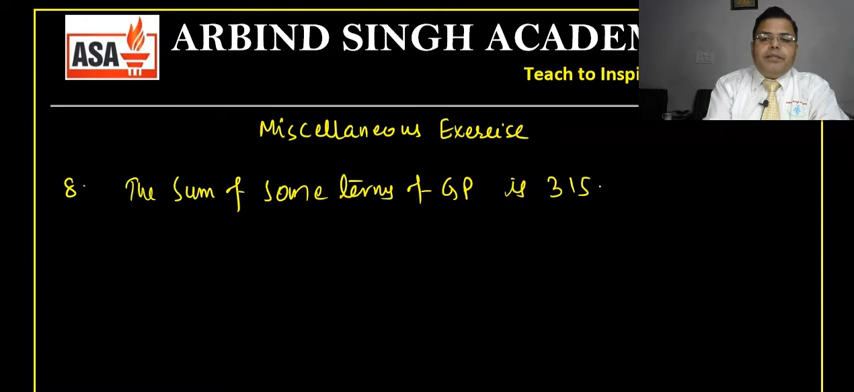 ASA
ARBIND SINGH ACADEM
Teach to Inspi
Miscellaneous Exercise
8. The sum of some terms of GP is 315.